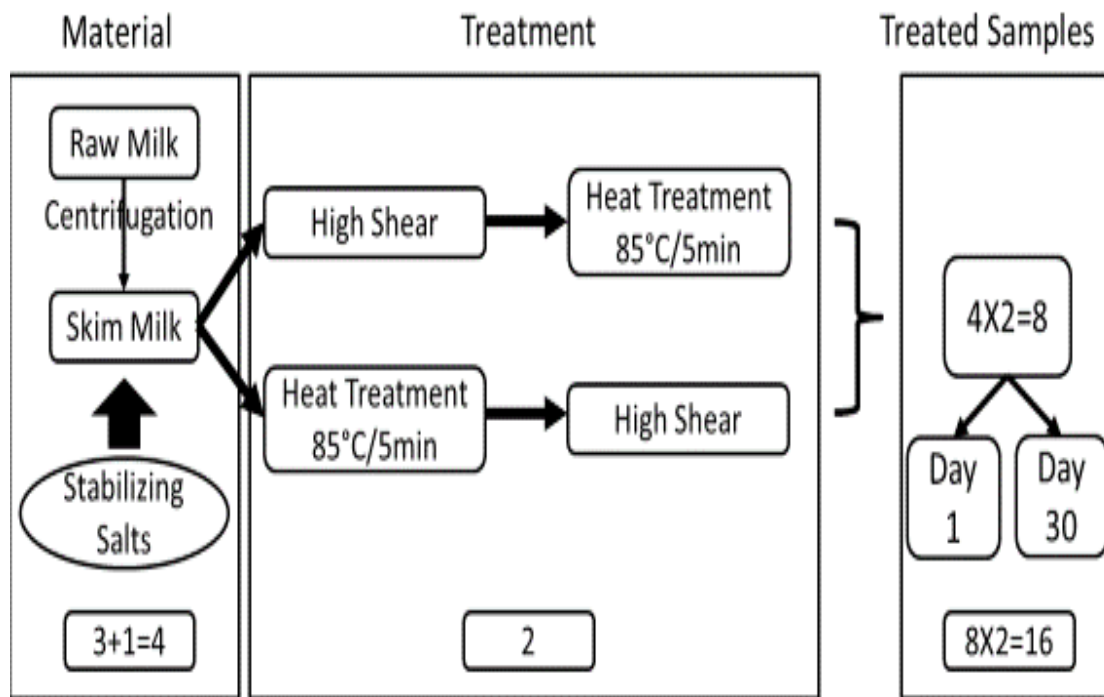 Material
Treatment
Treated Samples
Raw Milk
Centrifugation
Skim Milk
Stabilizing
Salts
3+1=4
High Shear
Heat Treatment
85°C/5min
Heat Treatment
85°C/5min
High Shear
2
4X2=8
Day
1
Day
30
8X2=16